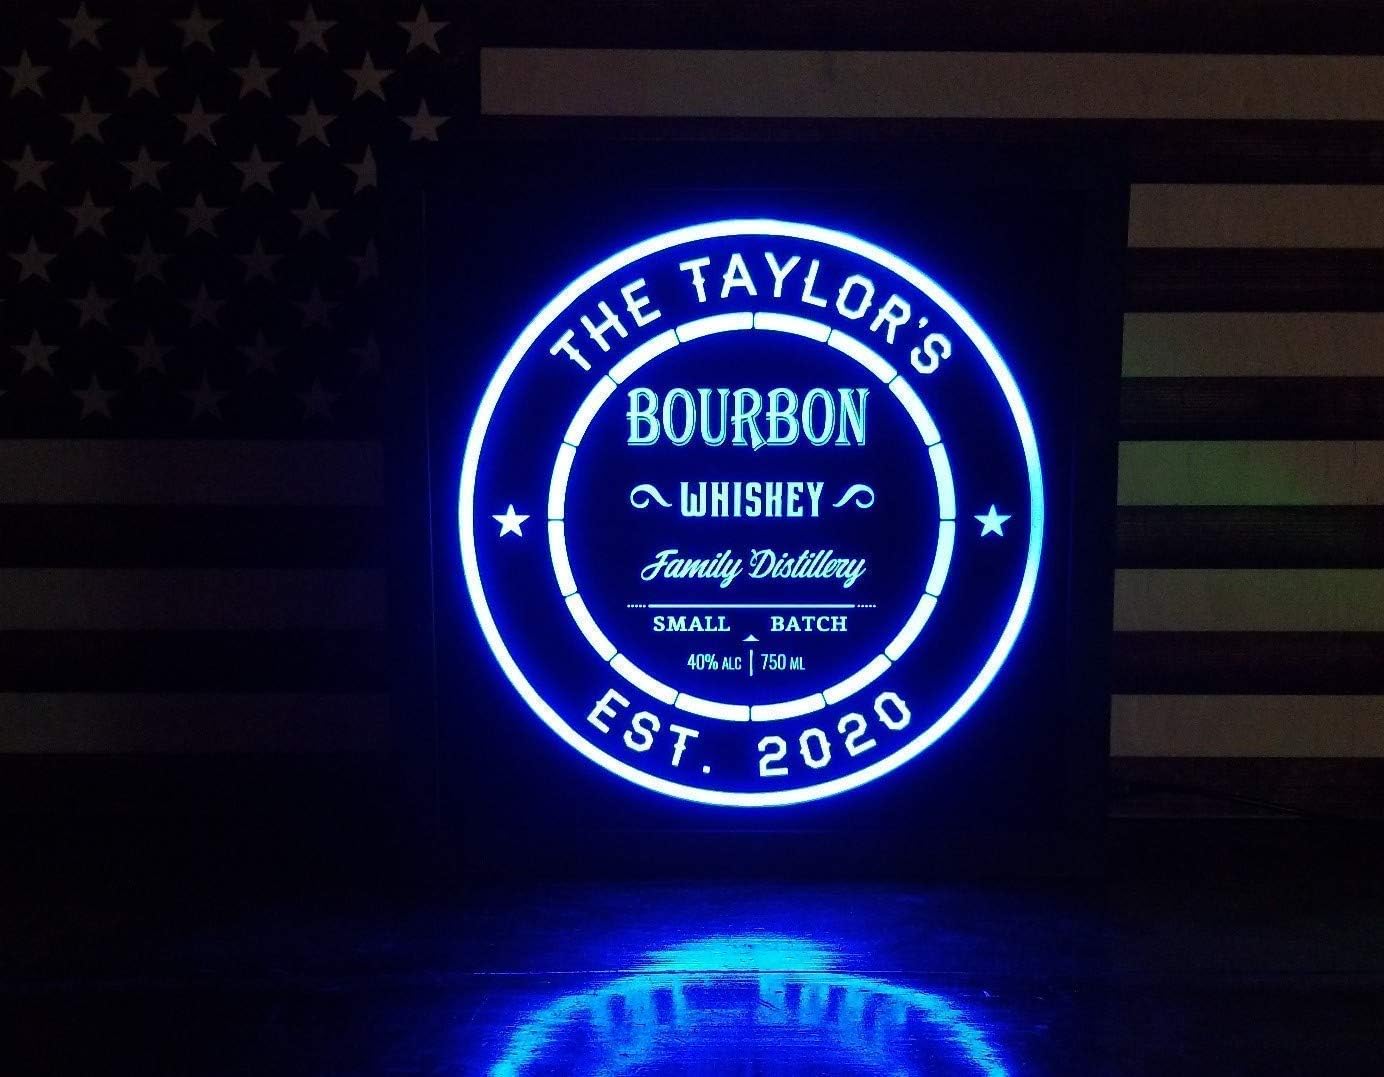 THE TAYLOR'S
BOURBON
WHISKEY
Family Distillery
SMALL BATCH
40% ALC | 750 ML
EST. 2020